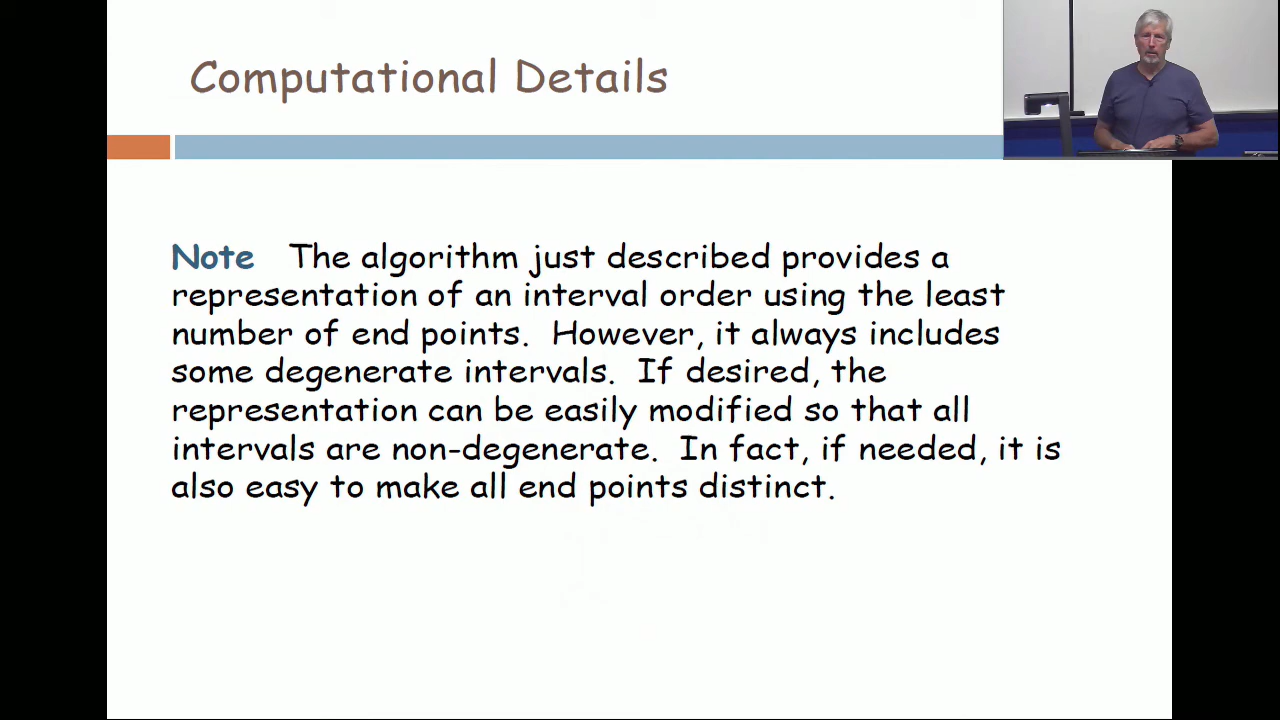 Computational Details
Note The algorithm just described provides a
representation of an interval order using the least
number of end points. However, it always includes
some degenerate intervals. If desired, the
representation can be easily modified so that all
intervals are non-degenerate. In fact, if needed, it is
also easy to make all end points distinct.